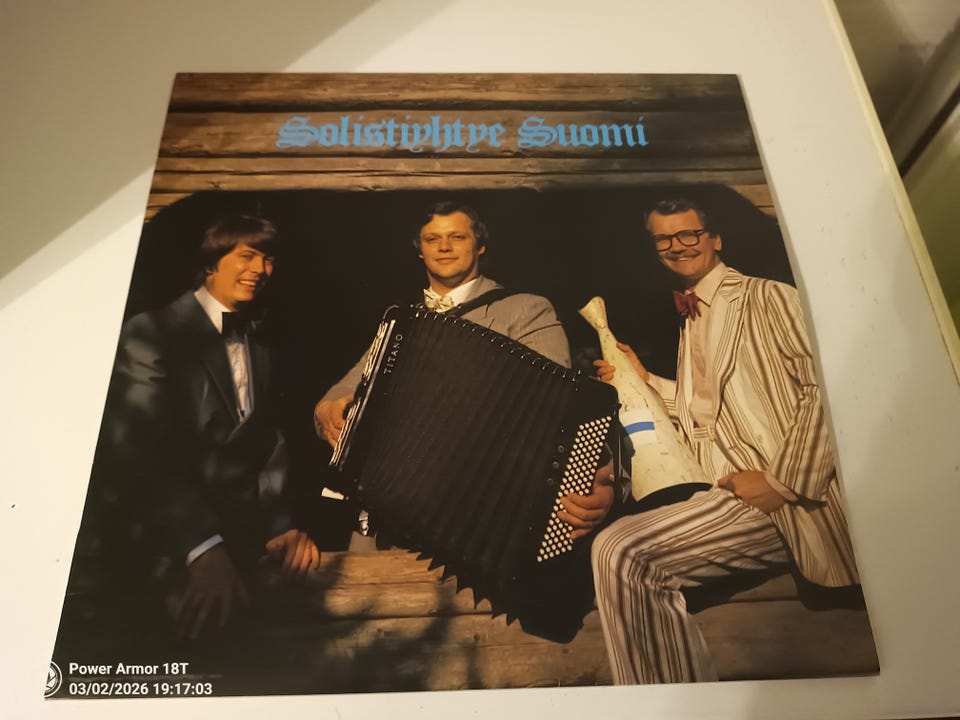 Solistiyhtye Suomi
TITANO
Power Armor 18T
03/02/2026 19:17:03